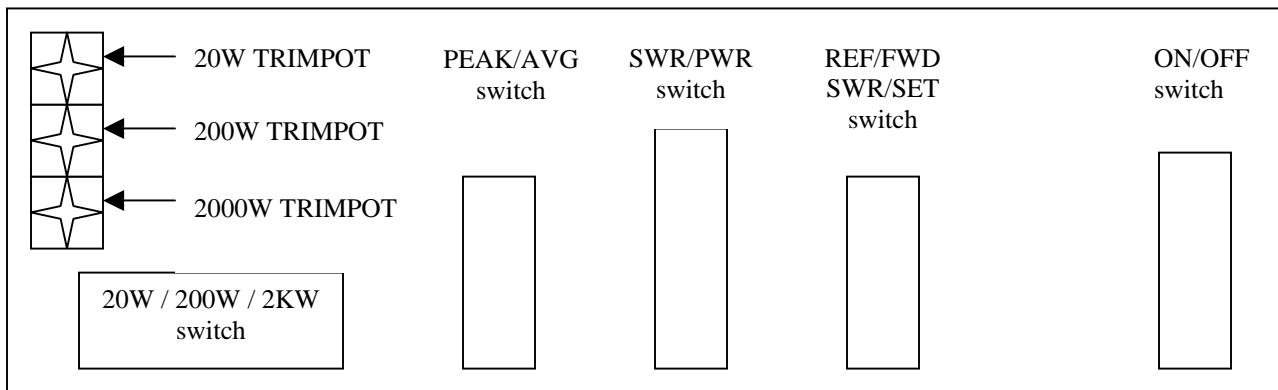 20W TRIMPOT
200W TRIMPOT
2000W TRIMPOT
20W / 200W / 2KW
switch
PEAK/AVG
switch
SWR/PWR
switch
REF/FWD
SWR/SET
switch
ON/OFF
switch